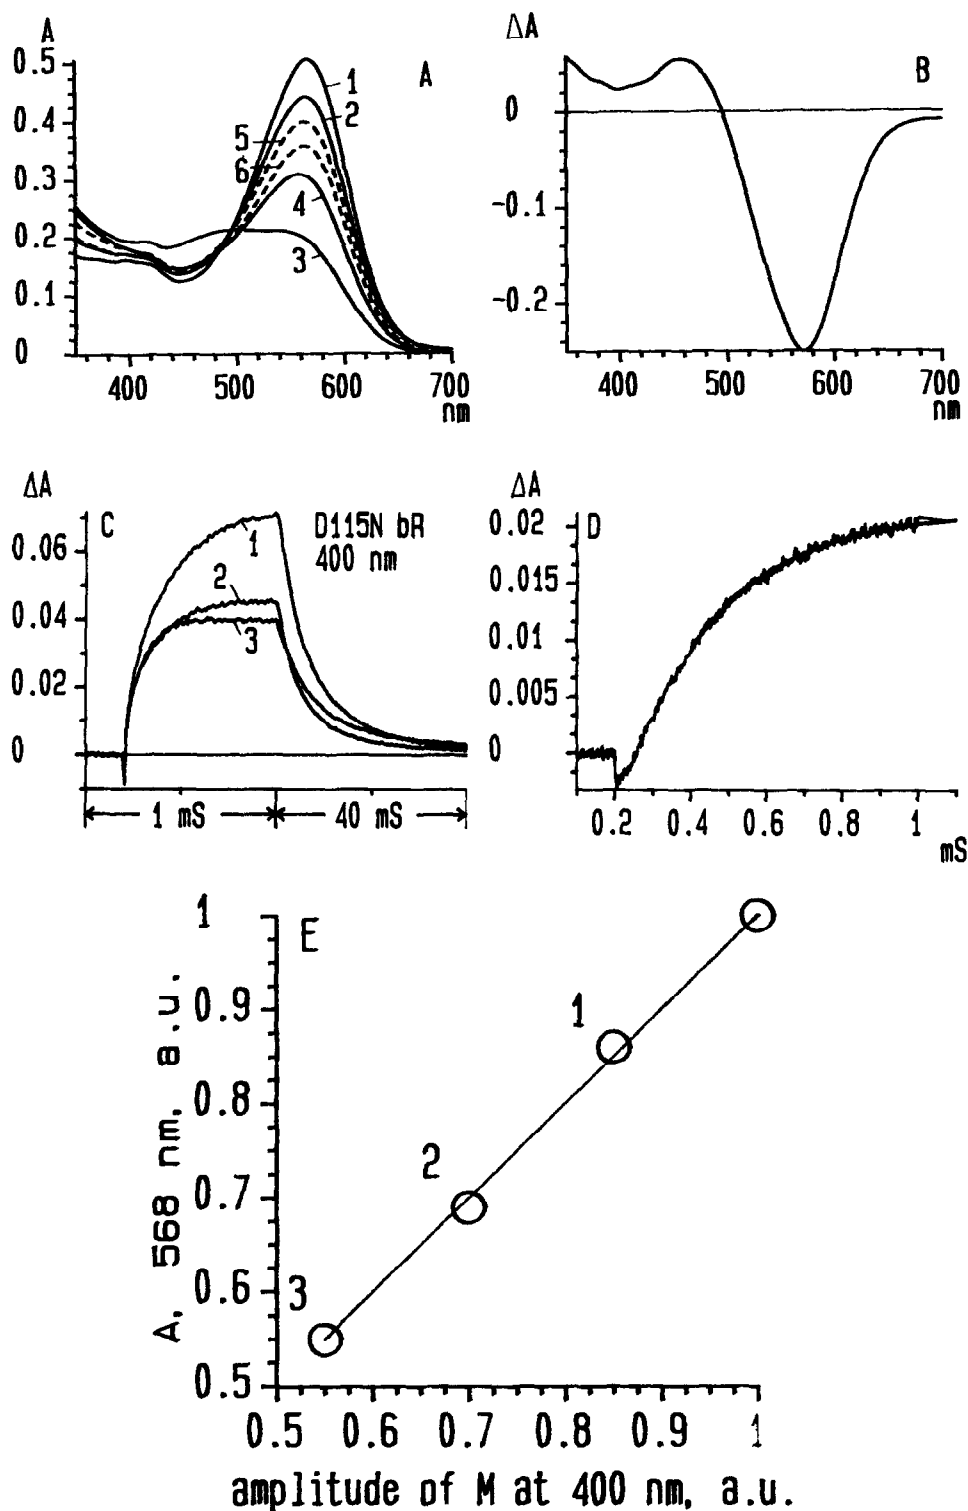 A
A
0.5
0.4
0.3
0.2
0.1
0
1
2
5
6
4
3
400 500 600 700
nm
ΔA
B
0
-0.1
-0.2
400 500 600 700
nm
ΔA
C
D115N bR
400 nm
0.06
0.04
0.02
0
1
2
3
1 mS
40 mS
ΔA
D
0.02
0.015
0.01
0.005
0
0.2 0.4 0.6 0.8 1
mS
E
A, 568 nm, a.u.
1
0.9
0.8
0.7
0.6
0.5
1
2
3
0.5 0.6 0.7 0.8 0.9 1
amplitude of M at 400 nm, a.u.